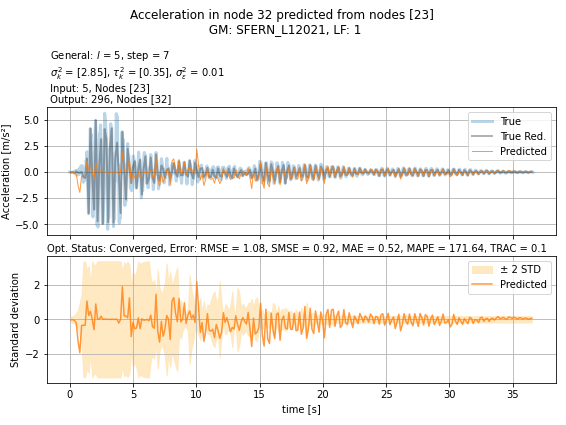 Acceleration in node 32 predicted from nodes [23]
GM: SFERN_L12021, LF: 1
General: l = 5, step = 7
σ²ₖ = [2.85], τ²ₖ = [0.35], σ²ε = 0.01
Input: 5, Nodes [23]
Output: 296, Nodes [32]
Acceleration [m/s²]
5.0
2.5
0.0
−2.5
−5.0
True
True Red.
Predicted
Opt. Status: Converged, Error: RMSE = 1.08, SMSE = 0.92, MAE = 0.52, MAPE = 171.64, TRAC = 0.1
Standard deviation
2
0
−2
± 2 STD
Predicted
0 5 10 15 20 25 30 35
time [s]